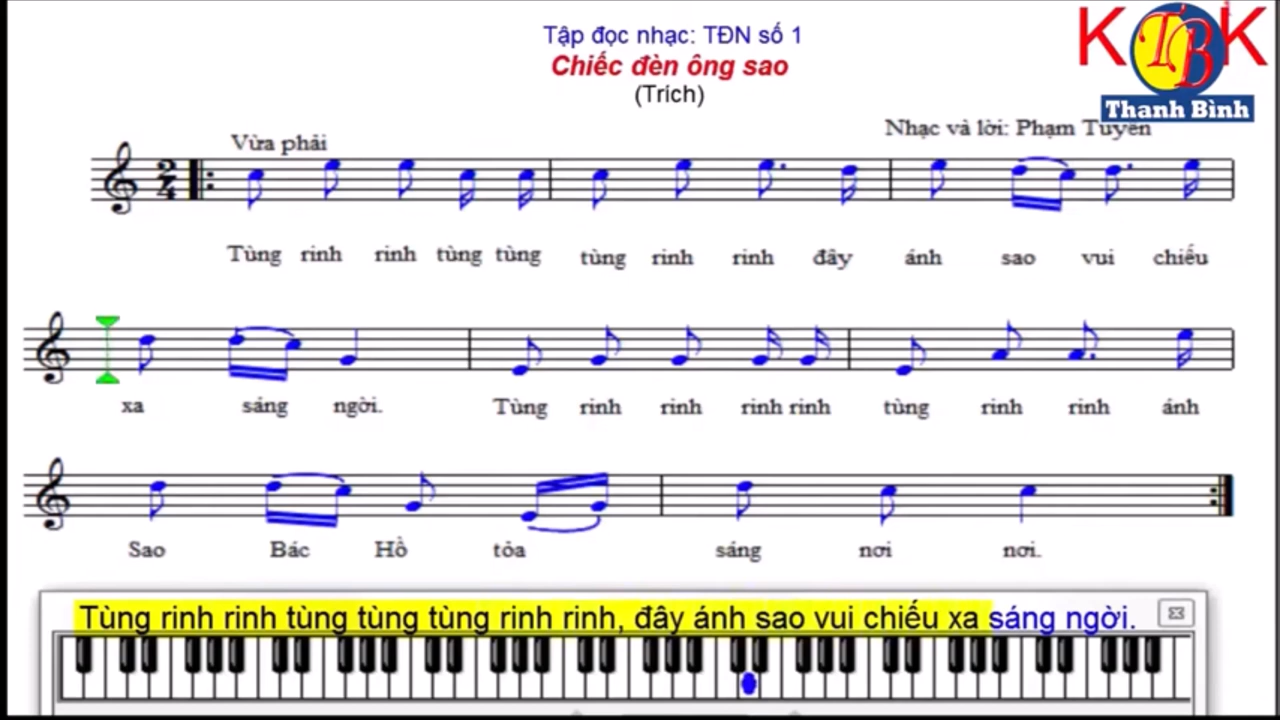 Tập đọc nhạc: TĐN số 1
Chiếc đèn ông sao
(Trích)
K TB K
Thanh Bình
Nhạc và lời: Phạm Tuyên
Vừa phải
2
4
Tùng rinh rinh tùng tùng tùng rinh rinh đây ánh sao vui chiếu
xa sáng ngời. Tùng rinh rinh rinh rinh tùng rinh rinh ánh
Sao Bác Hồ tỏa sáng nơi nơi.
Tùng rinh rinh tùng tùng tùng rinh rinh, đây ánh sao vui chiếu xa sáng ngời.